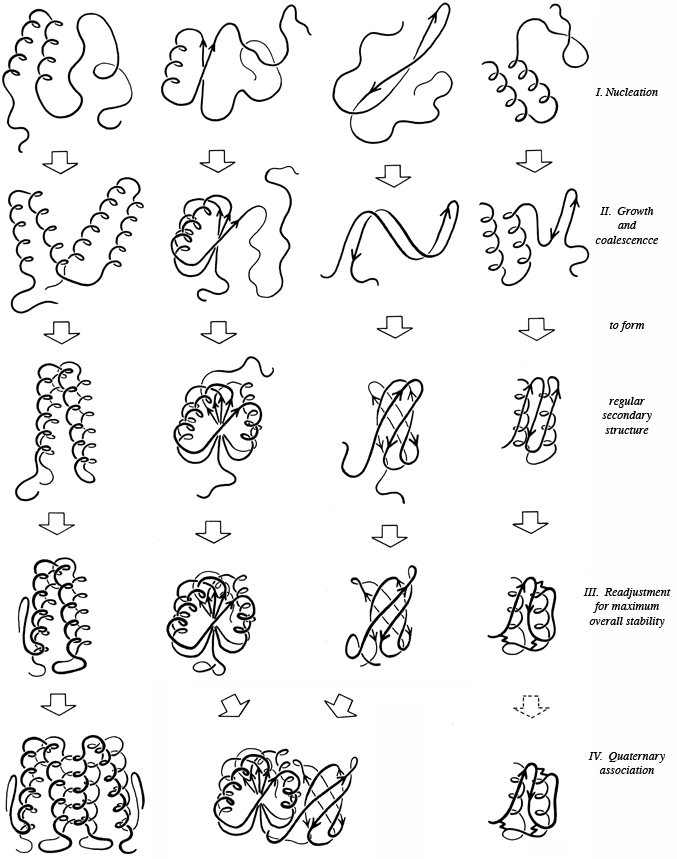 I. Nucleation
II. Growth
and
coalescencce
to form
regular
secondary
structure
III. Readjustment
for maximum
overall stability
IV. Quaternary
association